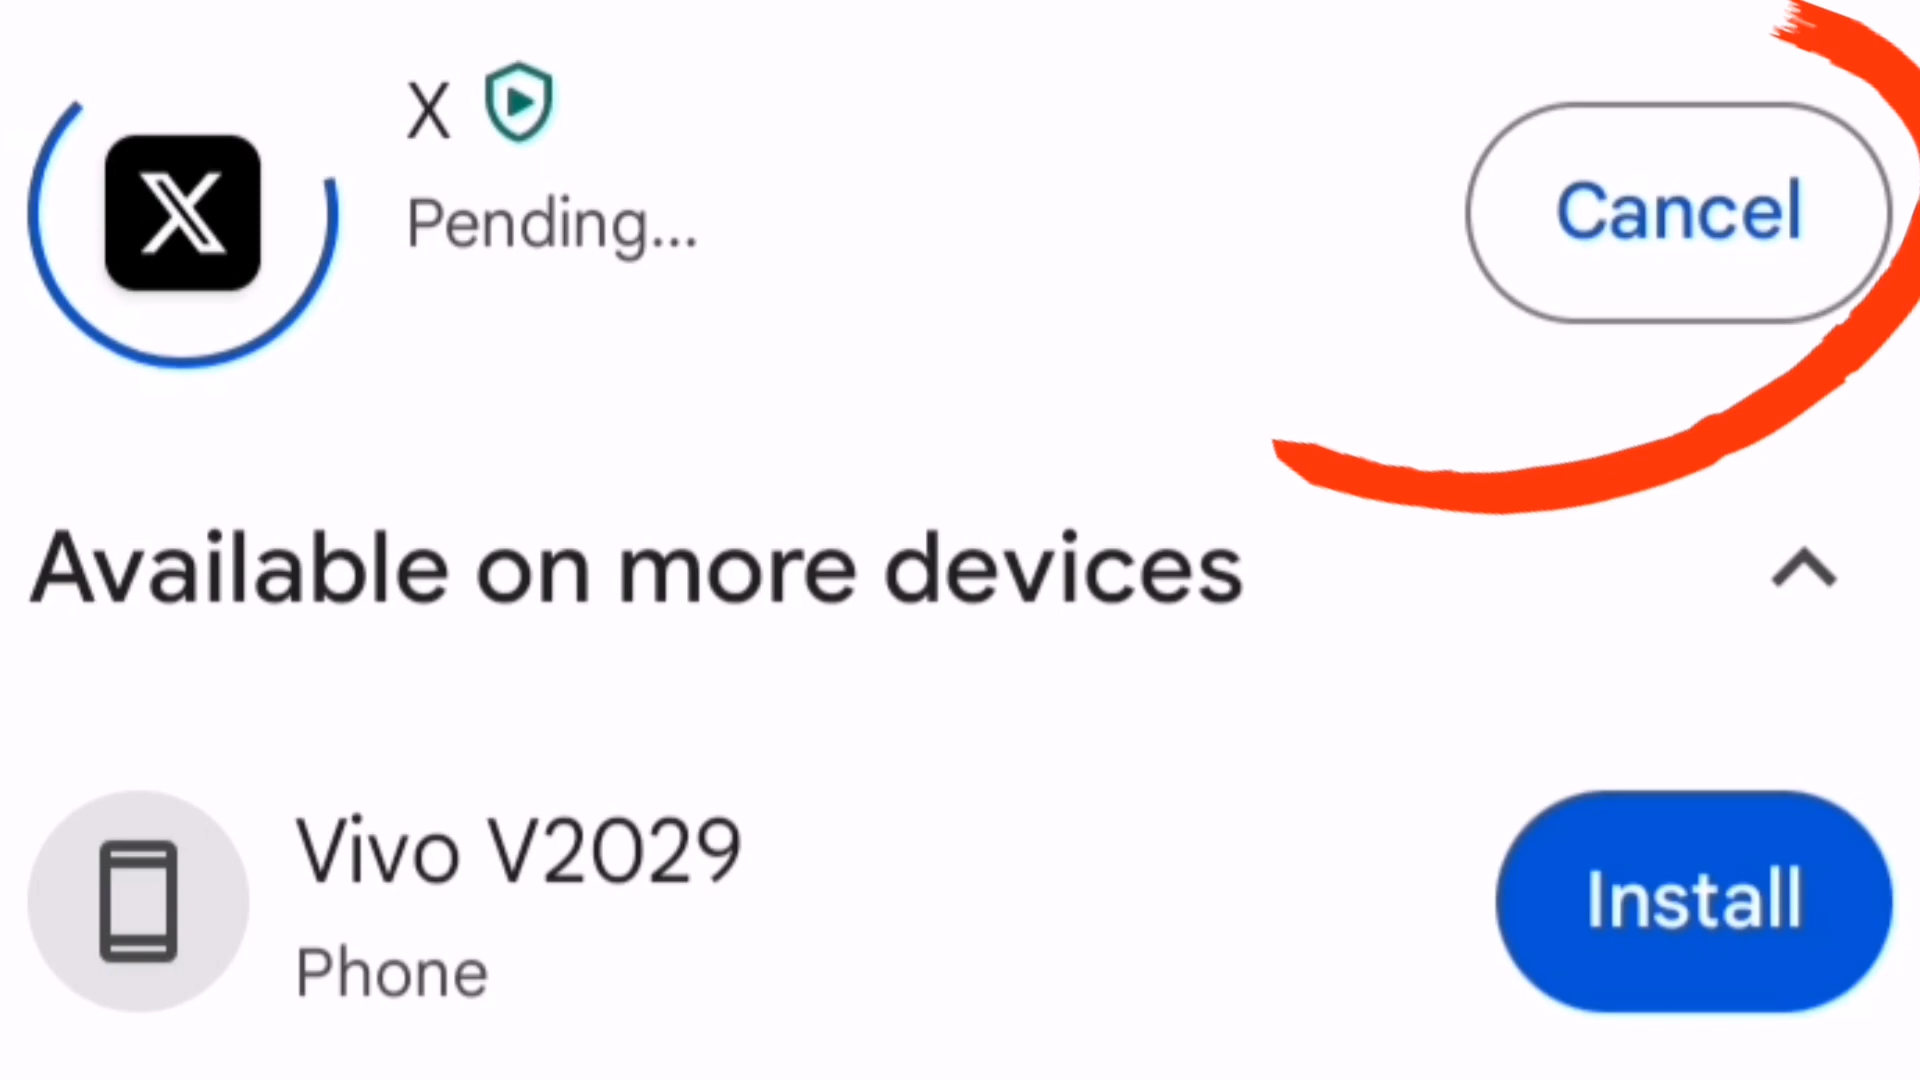 X
Pending...
Cancel
Available on more devices
Vivo V2029
Phone
Install